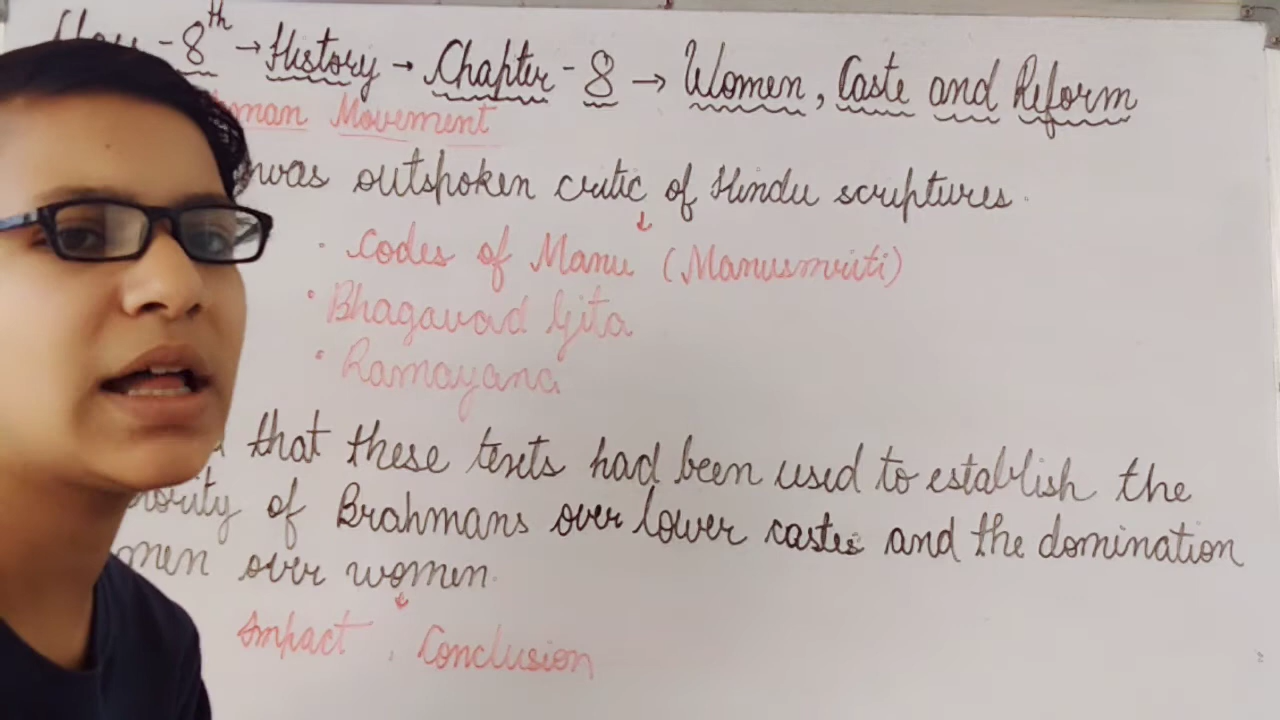 -8th → History → Chapter - 8 → Women, Caste and Reform
Movement
was outspoken critic of Hindu scriptures.
↓
• Codes of Manu (Manusmriti)
• Bhagavad Gita
• Ramayana
that these texts had been used to establish the
of Brahmans over lower castes and the domination
men over women.
↓
Impact, Conclusion